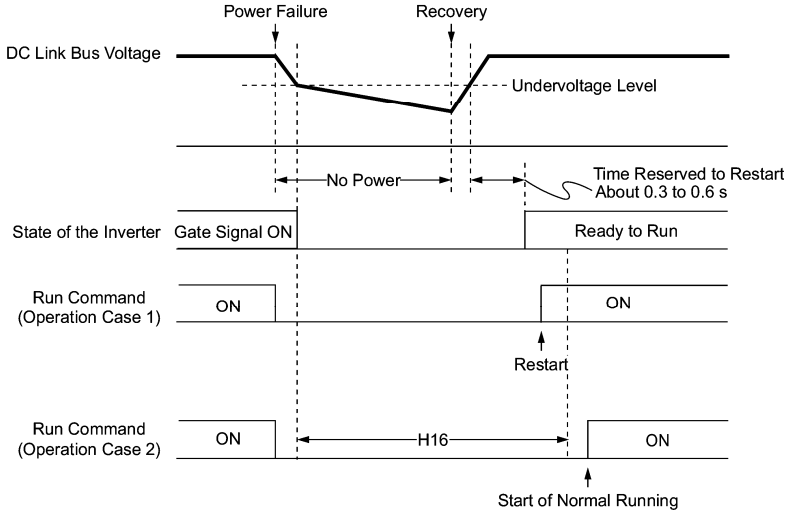 Power Failure
Recovery
DC Link Bus Voltage
Undervoltage Level
No Power
Time Reserved to Restart
About 0.3 to 0.6 s
State of the Inverter
Gate Signal ON
Ready to Run
Run Command
(Operation Case 1)
ON
ON
Restart
Run Command
(Operation Case 2)
ON
H16
ON
Start of Normal Running